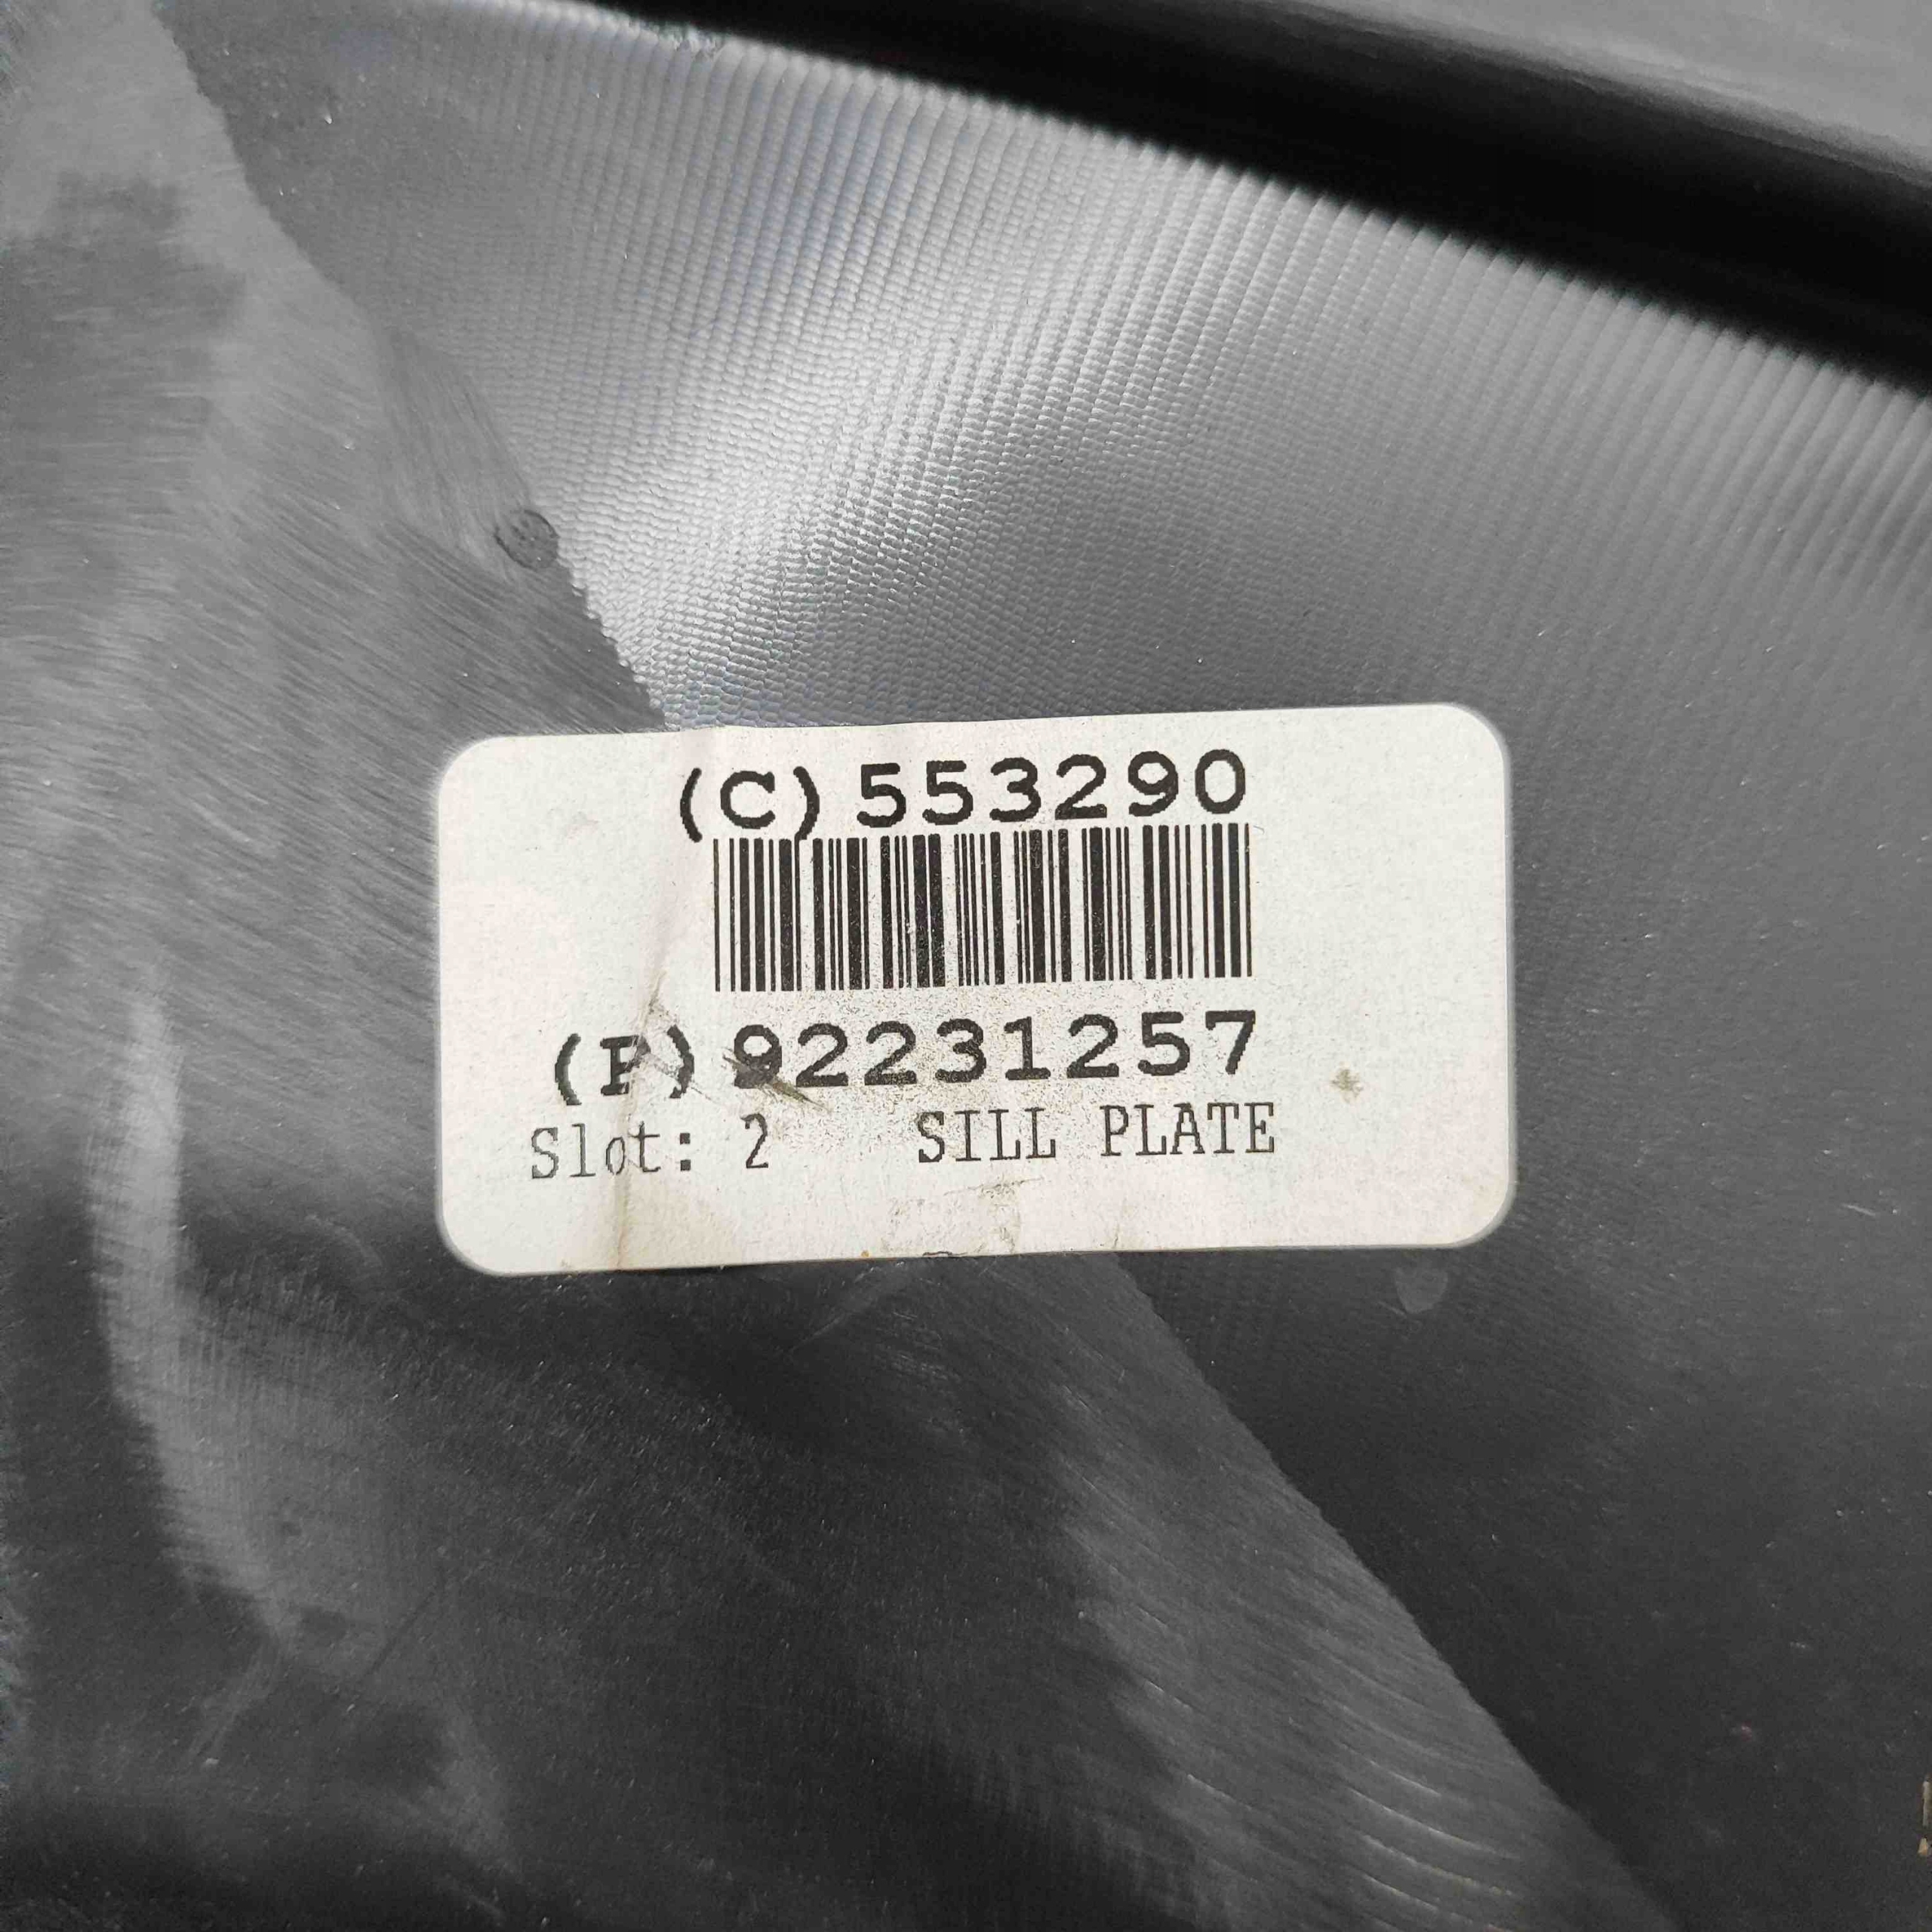 (C) 553290
(P) 92231257
Slot: 2 SILL PLATE